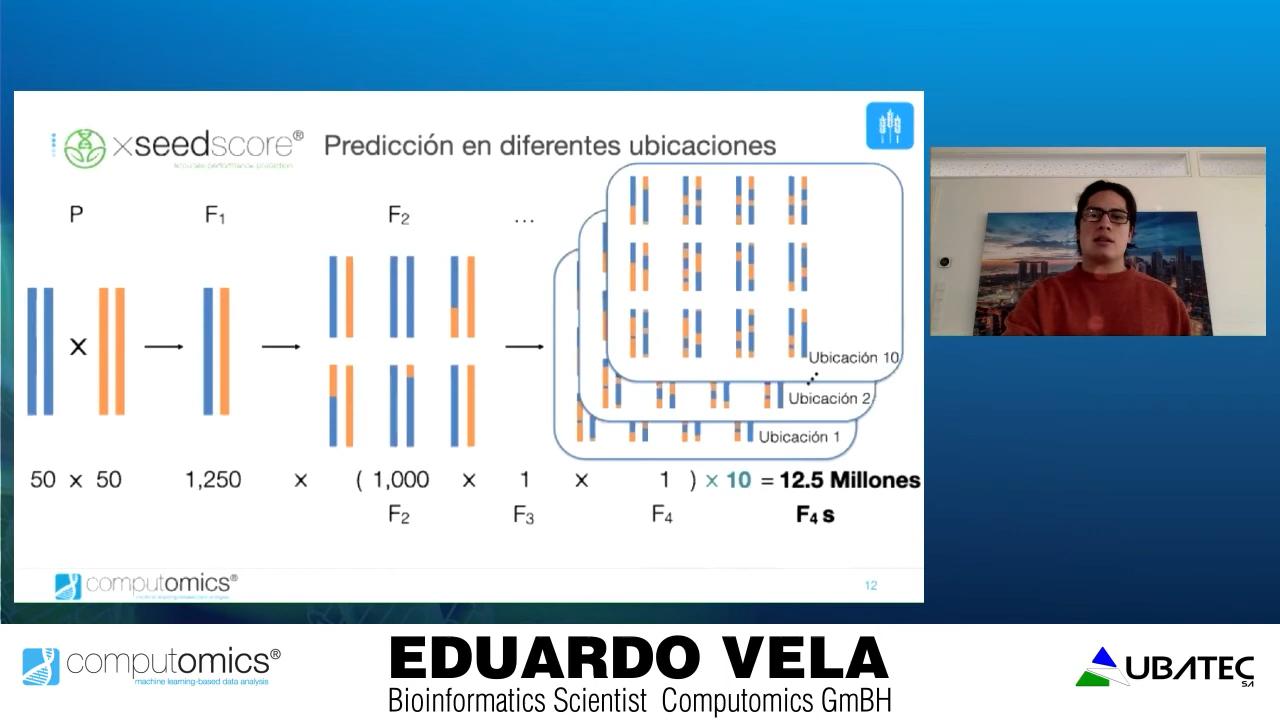 xseedscore® Predicción en diferentes ubicaciones
P F₁ F₂ ...
x
Ubicación 10
Ubicación 2
Ubicación 1
50 x 50 1,250 x ( 1,000 x 1 x 1 ) x 10 = 12.5 Millones
F₂ F₃ F₄ F₄ s
computomics®
12
computomics®
machine learning-based data analysis
EDUARDO VELA
Bioinformatics Scientist Computomics GmBH
UBATEC
SA